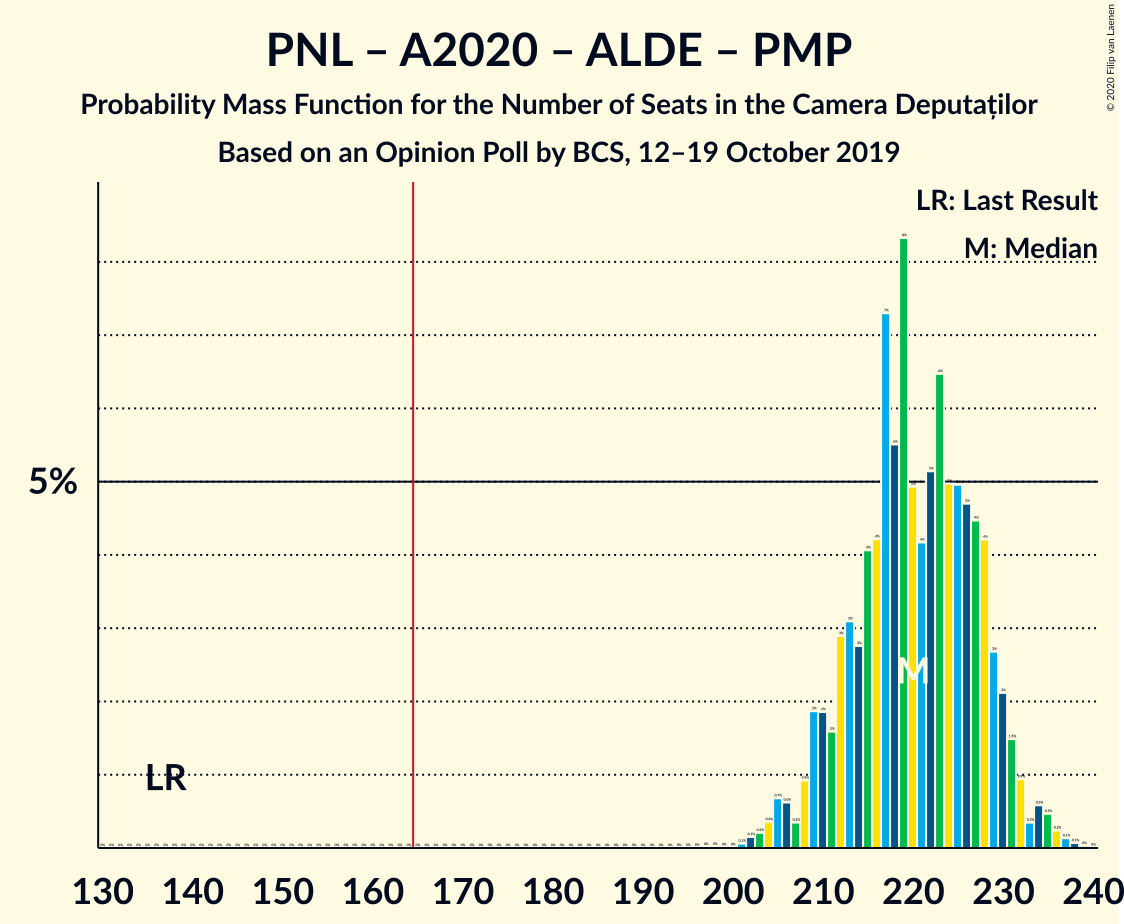 PNL – A2020 – ALDE – PMP
Probability Mass Function for the Number of Seats in the Camera Deputaților
Based on an Opinion Poll by BCS, 12–19 October 2019
© 2020 Filip van Laenen
LR: Last Result
M: Median
5%
M
LR
130 140 150 160 170 180 190 200 210 220 230 240